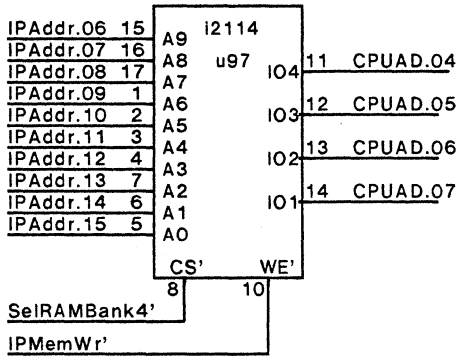 IPAddr.06 15 A9 i2114
IPAddr.07 16 A8 u97
IPAddr.08 17 A7 IO4 11 CPUAD.04
IPAddr.09 1 A6
IPAddr.10 2 A5 IO3 12 CPUAD.05
IPAddr.11 3 A4
IPAddr.12 4 A3 IO2 13 CPUAD.06
IPAddr.13 7 A2
IPAddr.14 6 A1 IO1 14 CPUAD.07
IPAddr.15 5 A0
CS' WE'
8 10
SelRAMBank4'
IPMemWr'